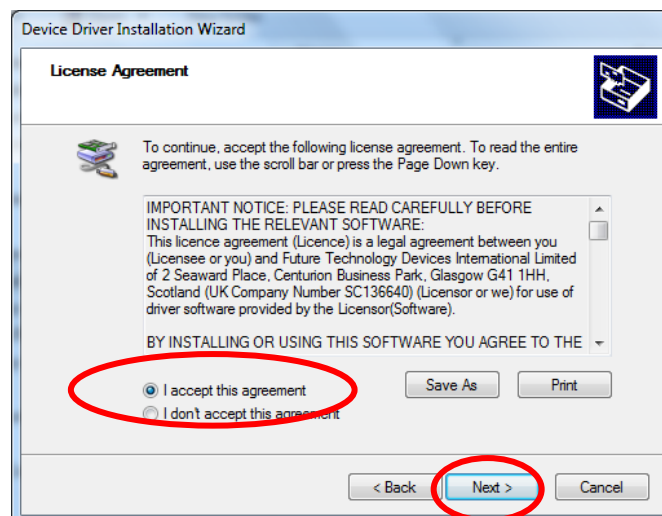 Device Driver Installation Wizard
License Agreement
To continue, accept the following license agreement. To read the entire
agreement, use the scroll bar or press the Page Down key.
IMPORTANT NOTICE: PLEASE READ CAREFULLY BEFORE
INSTALLING THE RELEVANT SOFTWARE:
This licence agreement (Licence) is a legal agreement between you
(Licensee or you) and Future Technology Devices International Limited
of 2 Seaward Place, Centurion Business Park, Glasgow G41 1HH,
Scotland (UK Company Number SC136640) (Licensor or we) for use of
driver software provided by the Licensor(Software).
BY INSTALLING OR USING THIS SOFTWARE YOU AGREE TO THE
I accept this agreement
Save As
Print
I don't accept this agreement
< Back
Next >
Cancel